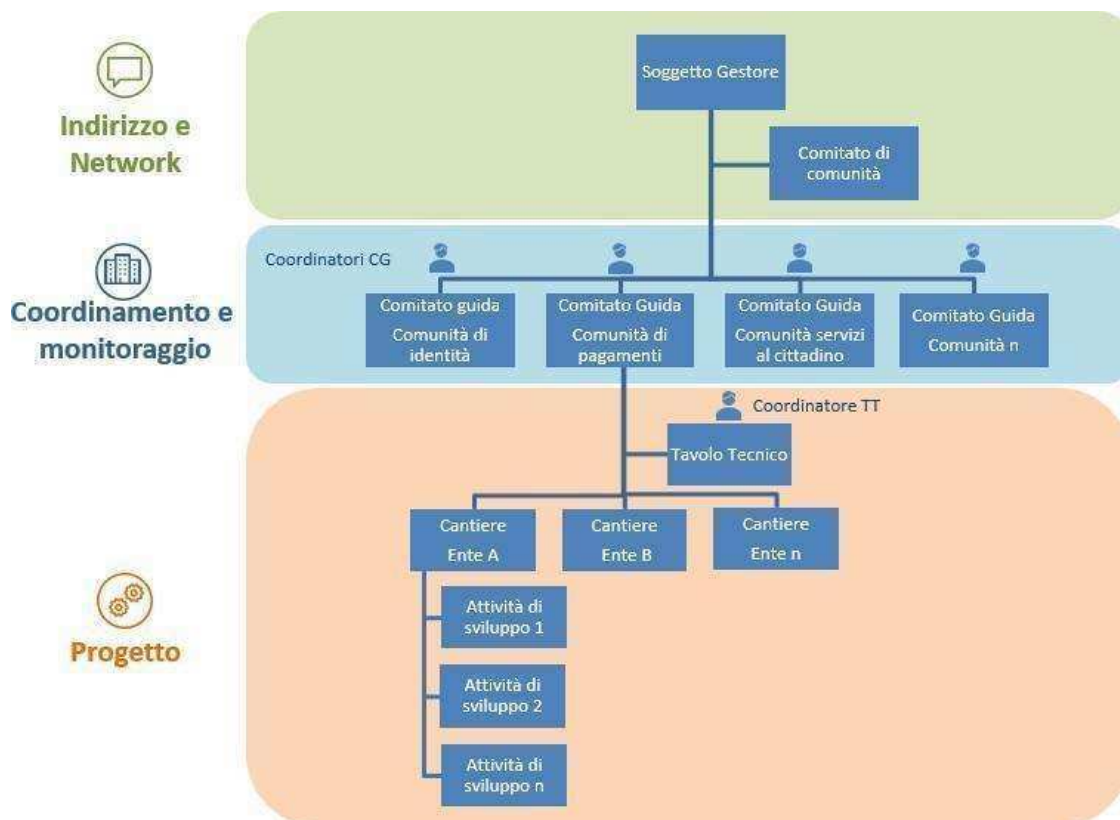 Indirizzo e
Network
Soggetto Gestore
Comitato di
comunità
Coordinamento e
monitoraggio
Coordinatori CG
Comitato guida
Comunità di
identità
Comitato Guida
Comunità di
pagamenti
Comitato Guida
Comunità servizi
al cittadino
Comitato Guida
Comunità n
Progetto
Coordinatore TT
Tavolo Tecnico
Cantiere
Ente A
Cantiere
Ente B
Cantiere
Ente n
Attività di
sviluppo 1
Attività di
sviluppo 2
Attività di
sviluppo n